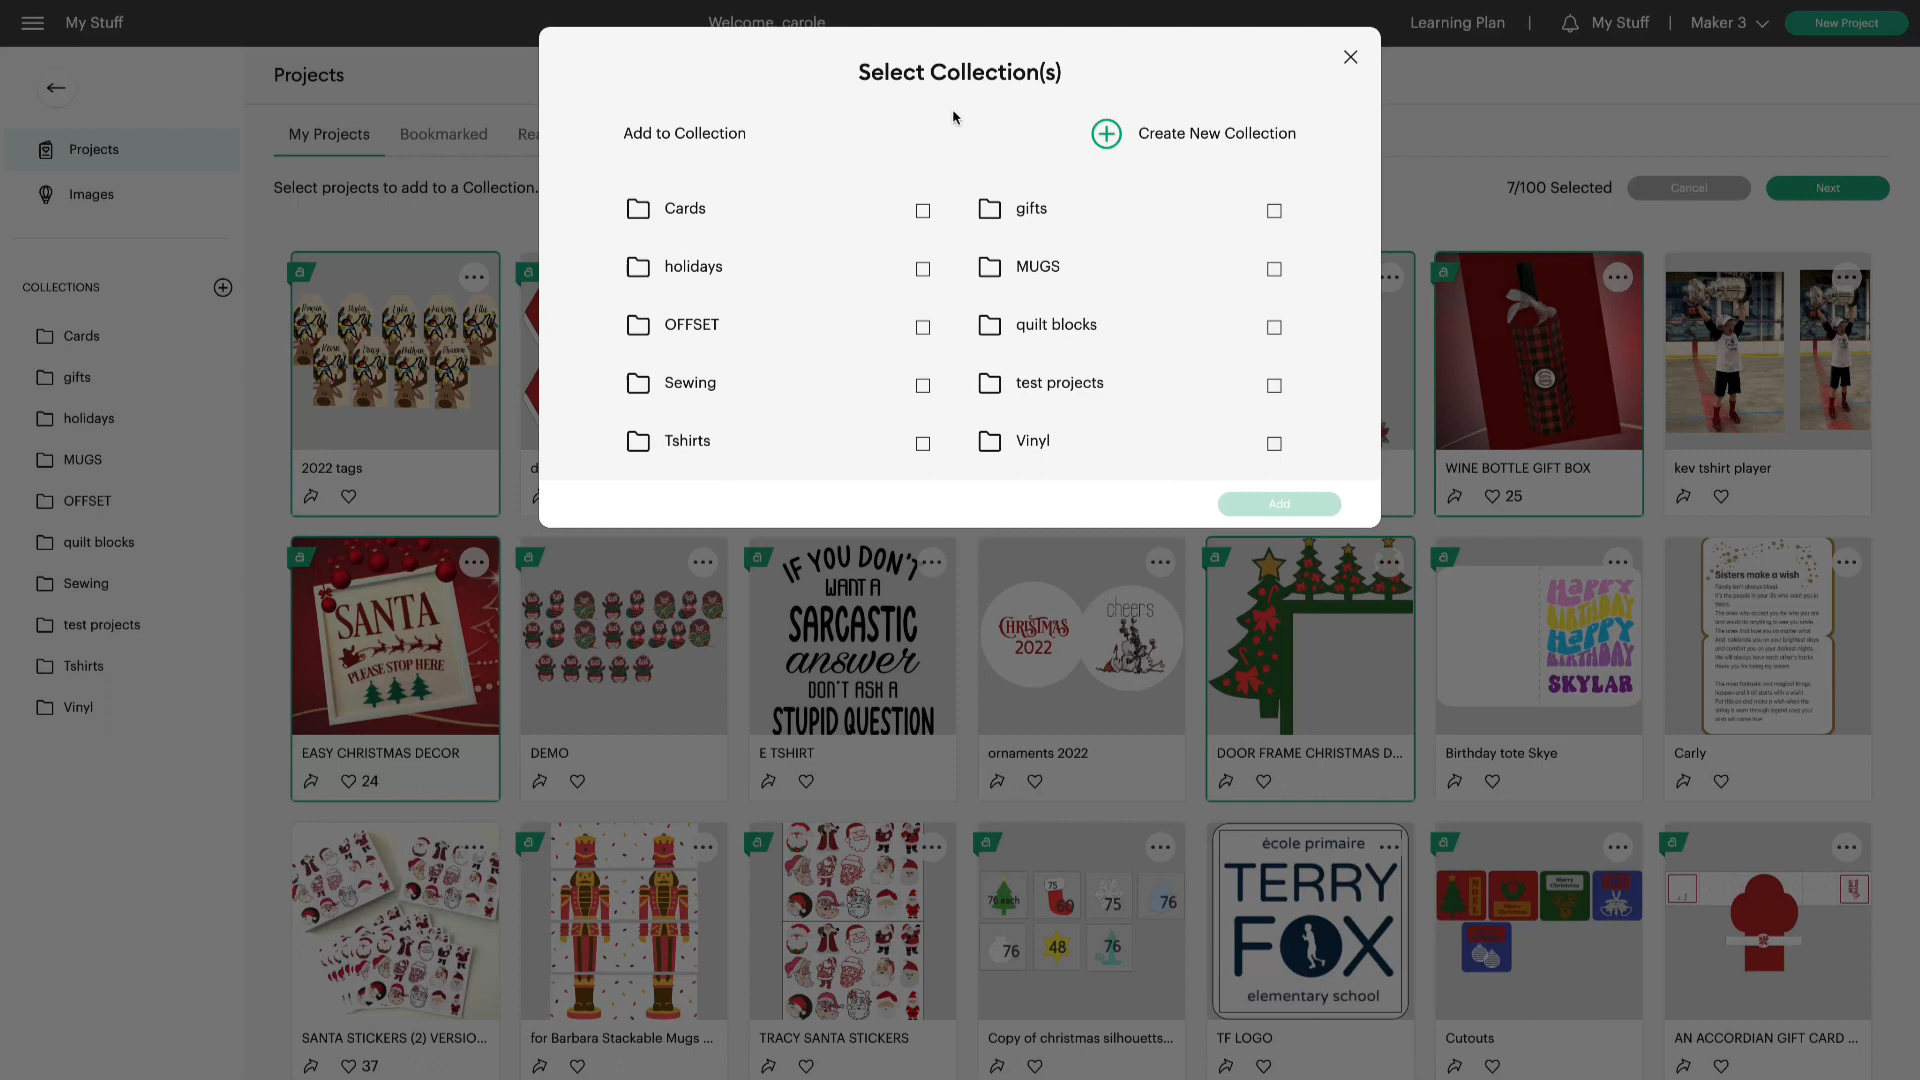 My Stuff
Welcome, carole
Learning Plan
My Stuff
Maker 3
New Project
Projects
Images
COLLECTIONS
Cards
gifts
holidays
MUGS
OFFSET
quilt blocks
Sewing
test projects
Tshirts
Vinyl
Projects
My Projects
Bookmarked
Select projects to add to a Collection.
7/100 Selected
Cancel
Next
Select Collection(s)
Add to Collection
Create New Collection
Cards
gifts
holidays
MUGS
OFFSET
quilt blocks
Sewing
test projects
Tshirts
Vinyl
Add
2022 tags
WINE BOTTLE GIFT BOX
25
kev tshirt player
SANTA
PLEASE STOP HERE
EASY CHRISTMAS DECOR
24
DEMO
IF YOU DON'T
WANT A
SARCASTIC
answer
DON'T ASK A
STUPID QUESTION
E TSHIRT
CHRISTMAS
2022
cheers
ornaments 2022
DOOR FRAME CHRISTMAS D...
HAPPY
BIRTHDAY
HAPPY
BIRTHDAY
SKYLAR
Birthday tote Skye
Sisters make a wish
Carly
SANTA STICKERS (2) VERSIO...
37
for Barbara Stackable Mugs ...
TRACY SANTA STICKERS
76 each
75
60
75
76
76
48
76
Copy of christmas silhouetts...
école primaire
TERRY
FOX
elementary school
TF LOGO
NOEL
Merry
Christmas
Cutouts
AN ACCORDIAN GIFT CARD ...